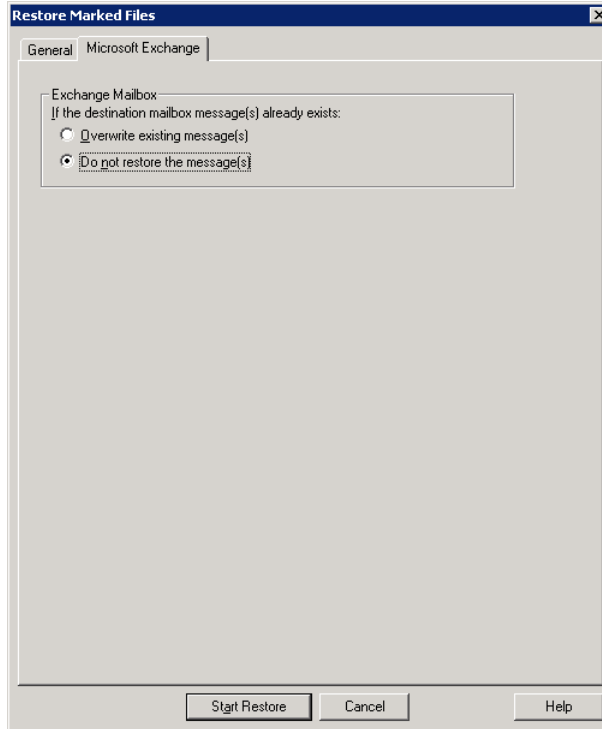 Restore Marked Files
General
Microsoft Exchange
Exchange Mailbox
If the destination mailbox message(s) already exists:
Overwrite existing message(s)
Do not restore the message(s)
Start Restore
Cancel
Help